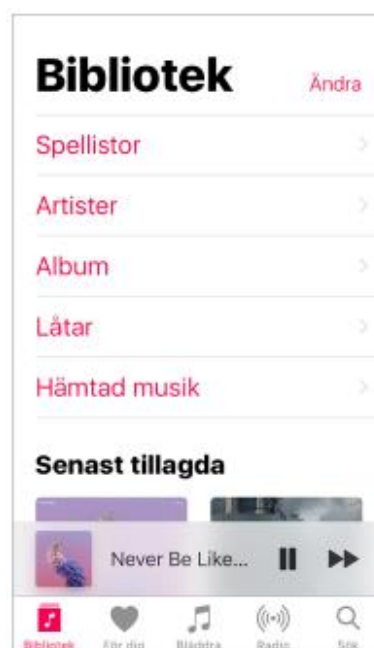 Bibliotek
Ändra
Spellistor
Artister
Album
Låtar
Hämtad musik
Senast tillagda
Never Be Like...
Bibliotek För dig Bläddra Radio Sök